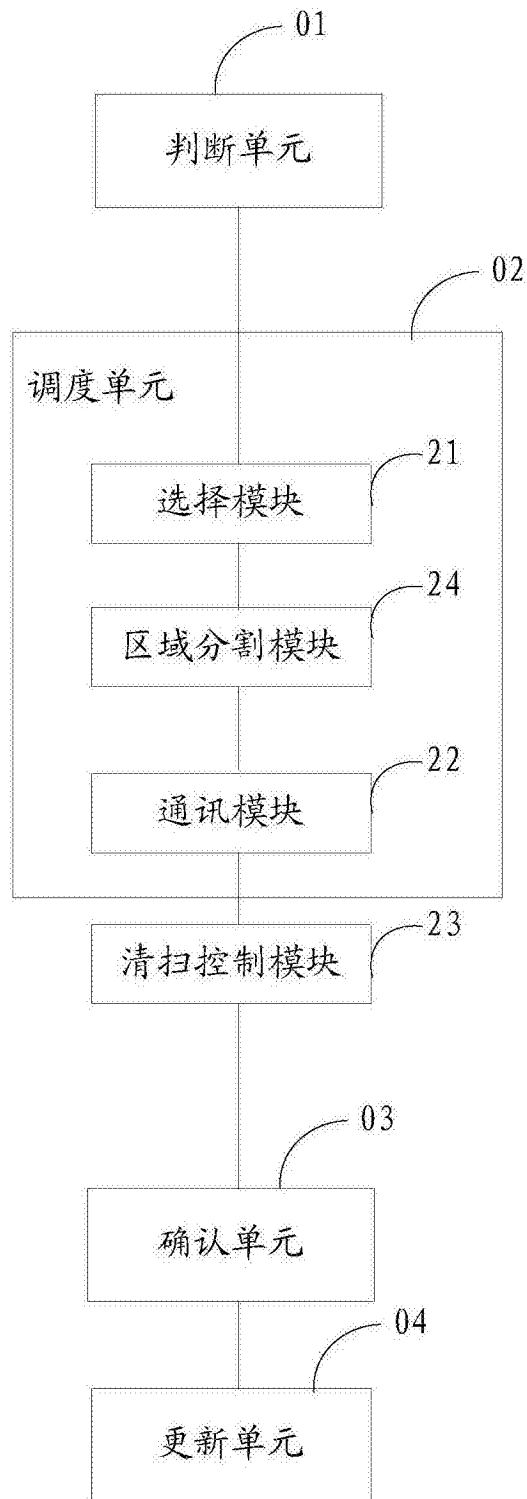 01
判断单元
02
调度单元
21
选择模块
24
区域分割模块
22
通讯模块
23
清扫控制模块
03
确认单元
04
更新单元